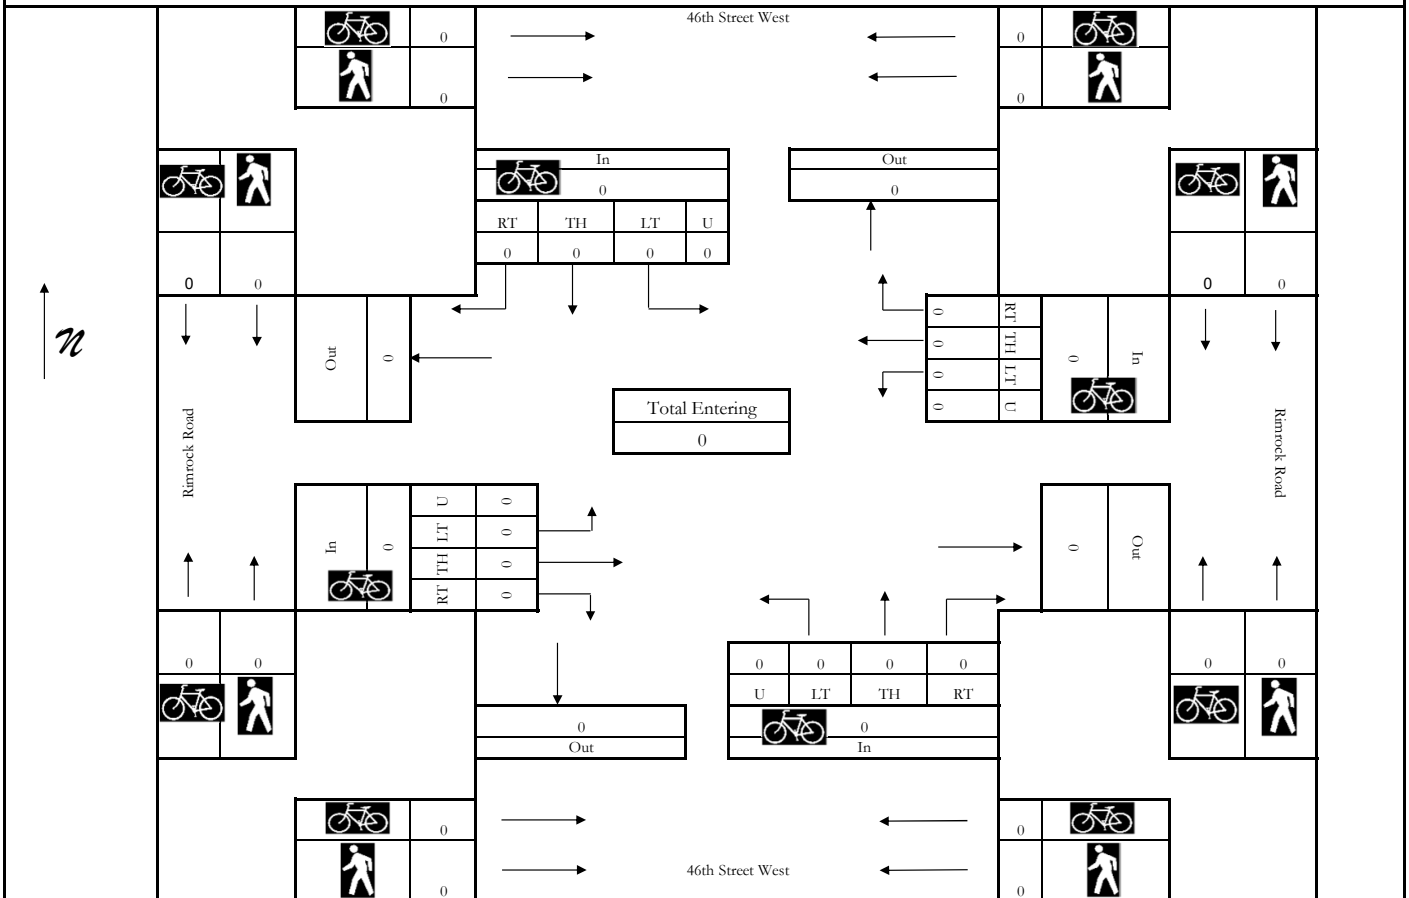 46th Street West
0
0
0
0
In
0
Out
0
RT TH LT U
0 0 0 0
0 0
0 0
Out
0
0 RT
0 TH
0 LT
0 U
0
In
N
Rimrock Road
Total Entering
0
Rimrock Road
In
0
U 0
LT 0
TH 0
RT 0
0
Out
0 0
0 0
0 0 0 0
U LT TH RT
0
Out
0
In
0
0
46th Street West
0
0